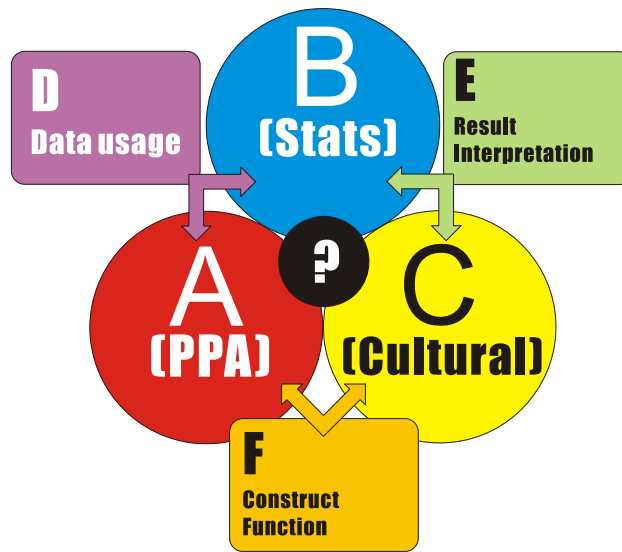 B
(Stats)
D
Data usage
E
Result
Interpretation
?
A
(PPA)
C
(Cultural)
F
Construct
Function